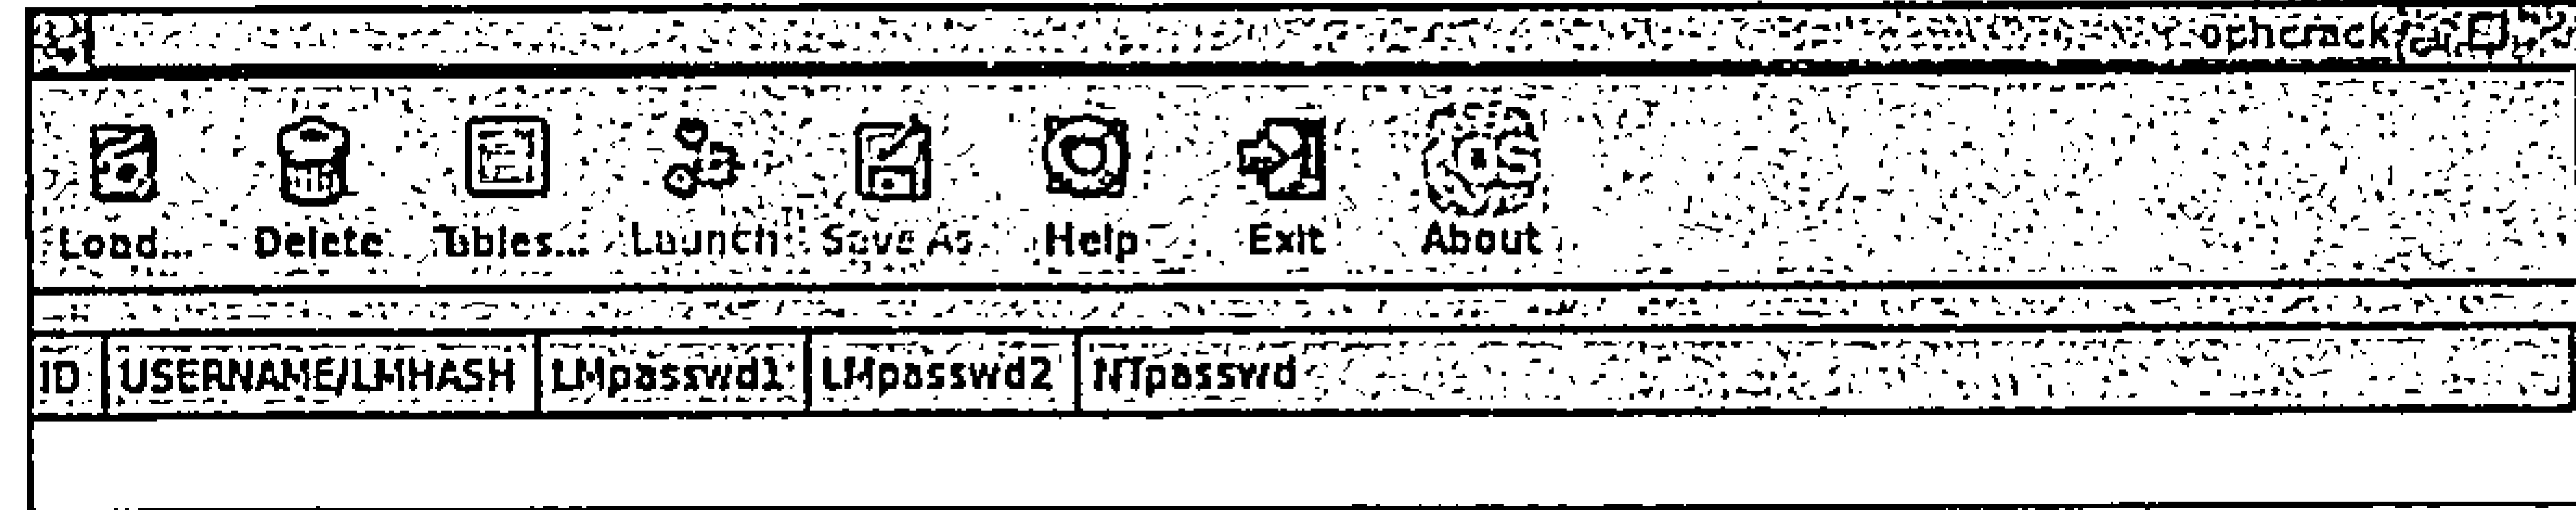 ophcrack
Load... Delete Tables... Launch Save As Help Exit About
ID USERNAME/LMHASH LMpasswd1 LMpasswd2 NTpasswd